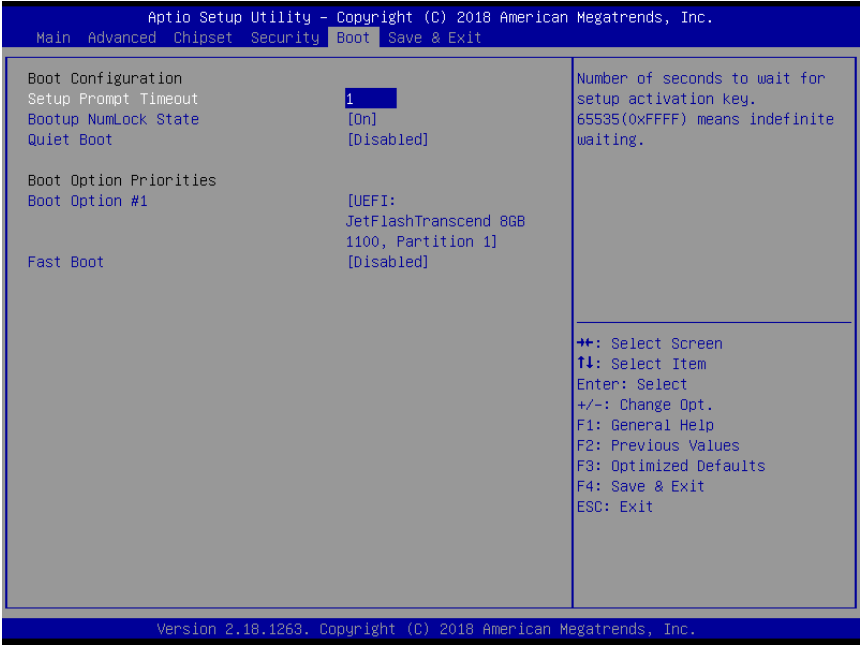 Aptio Setup Utility – Copyright (C) 2018 American Megatrends, Inc.
Main Advanced Chipset Security Boot Save & Exit
Boot Configuration
Setup Prompt Timeout 1
Bootup NumLock State [On]
Quiet Boot [Disabled]
Boot Option Priorities
Boot Option #1 [UEFI:
JetFlashTranscend 8GB
1100, Partition 1]
Fast Boot [Disabled]
Number of seconds to wait for
setup activation key.
65535(0xFFFF) means indefinite
waiting.
→←: Select Screen
↑↓: Select Item
Enter: Select
+/-: Change Opt.
F1: General Help
F2: Previous Values
F3: Optimized Defaults
F4: Save & Exit
ESC: Exit
Version 2.18.1263. Copyright (C) 2018 American Megatrends, Inc.